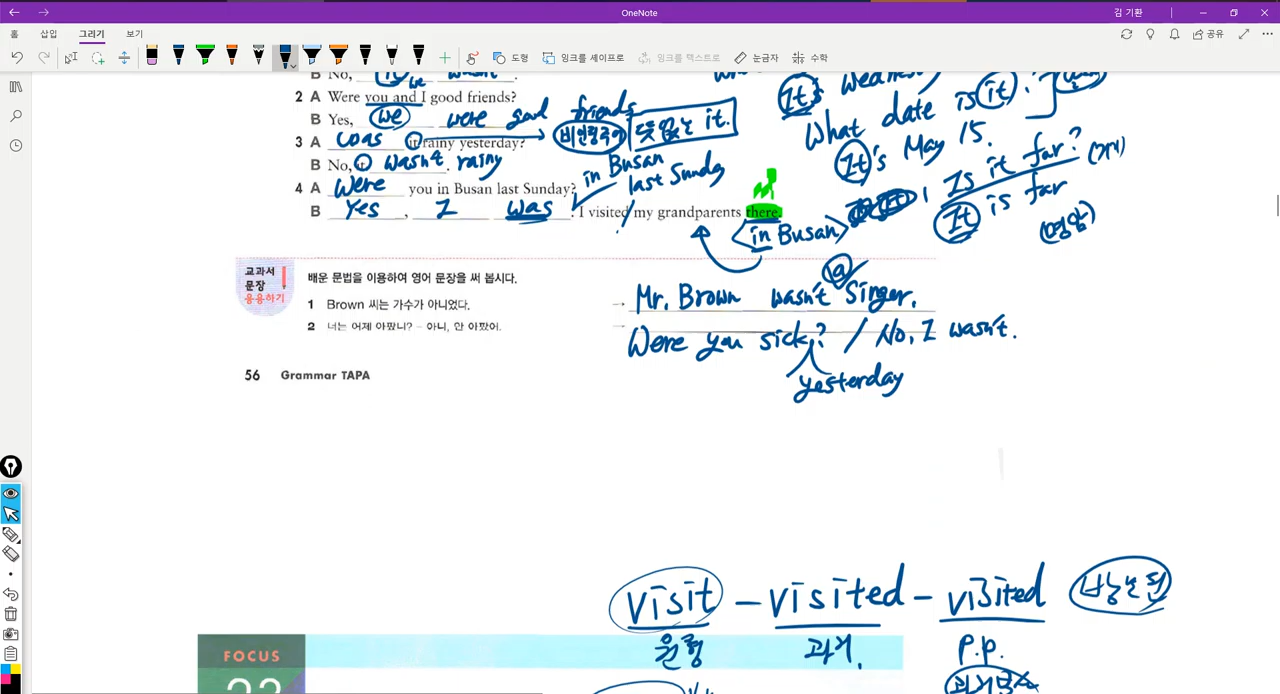 OneNote
김 기환
홈 삽입 그리기 보기
공유
도형 잉크를 셰이프로 잉크를 텍스트로 눈금자 수학
B No, wasn't
2 A Were you and I good friends?
B Yes, we were good friends
비인칭주어 뜻 없는 it.
3 A was it rainy yesterday?
B No, it wasn't rainy
4 A Were you in Busan last Sunday?
in Busan
last Sunday
B Yes, I was. I visited my grandparents there.
in Busan
It's
What date is it?
It's May 15.
Is it far?
It is far
(명암)
교과서
문장
응용하기
배운 문법을 이용하여 영어 문장을 써 봅시다.
1 Brown 씨는 가수가 아니었다.
→ Mr. Brown wasn't a Singer.
2 너는 어제 아팠니? – 아니, 안 아팠어.
→ Were you sick? / No, I wasn't.
yesterday
56 Grammar TAPA
visit – visited – visited
원형 과거. p.p.
FOCUS